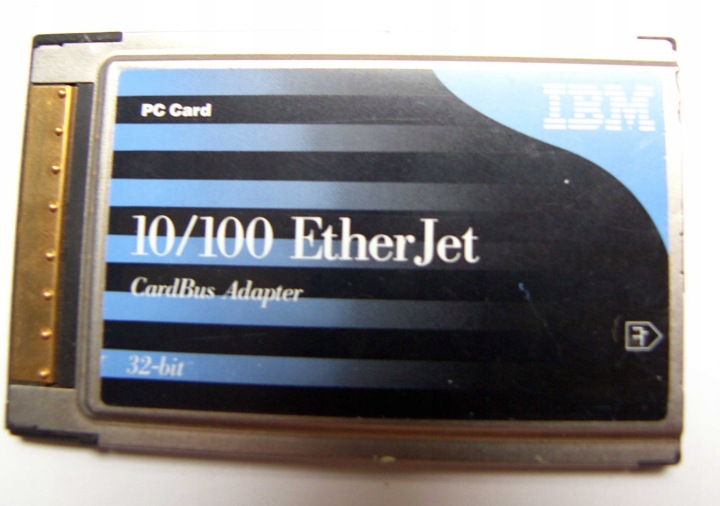 PC Card
IBM
10/100 EtherJet
CardBus Adapter
32-bit